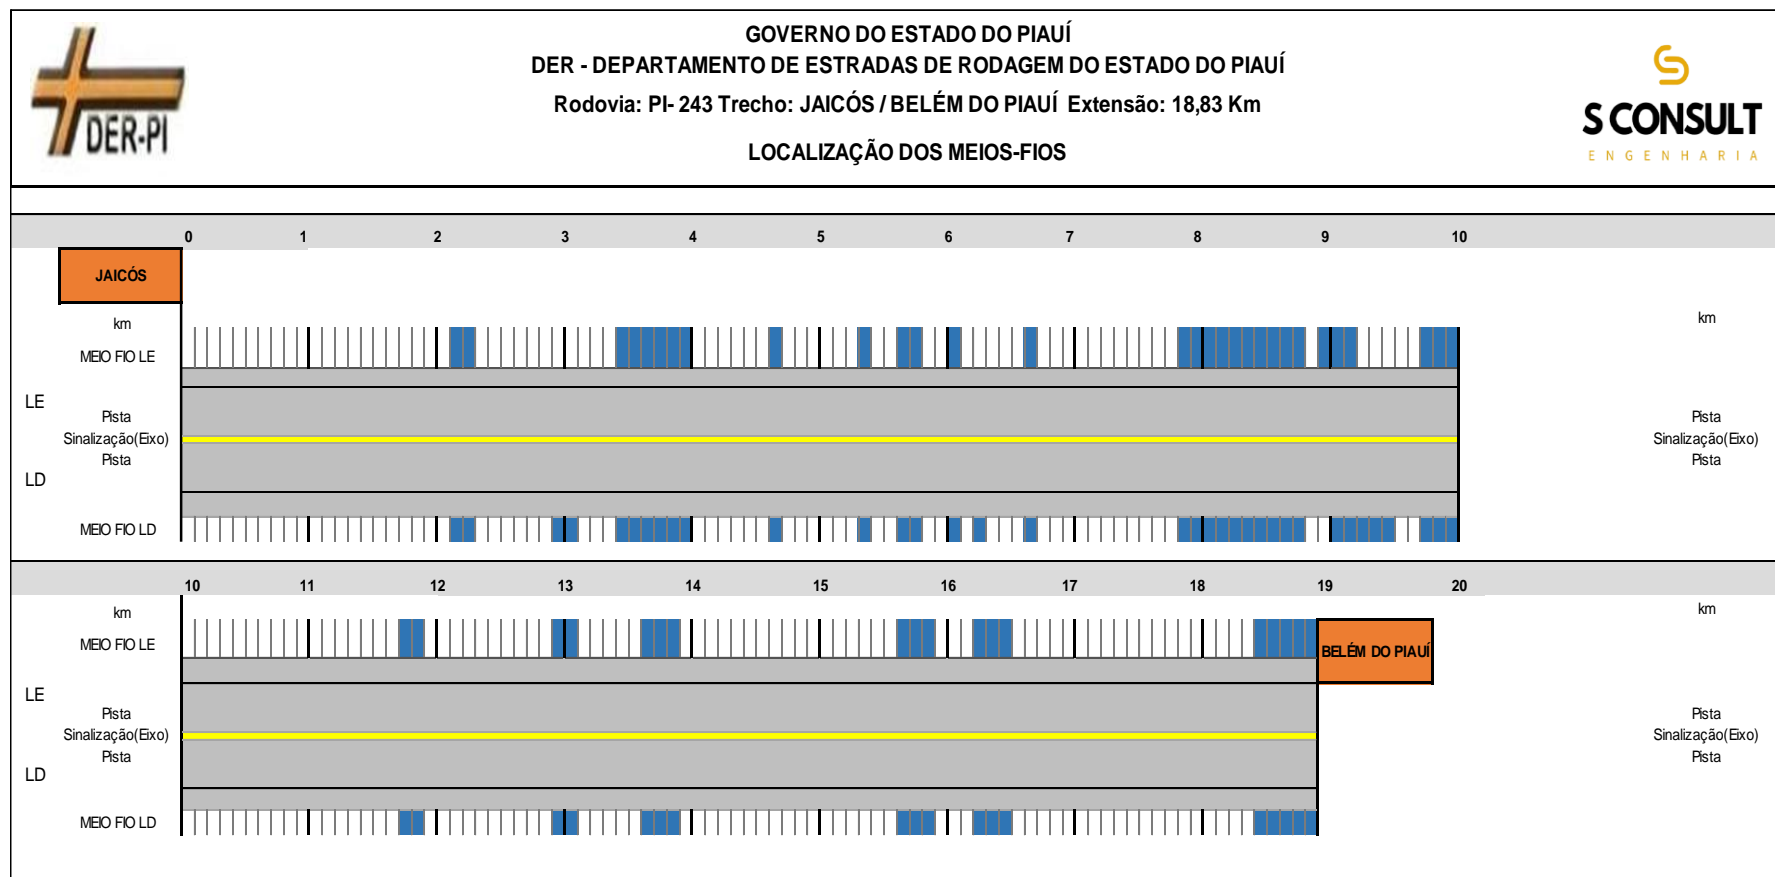 GOVERNO DO ESTADO DO PIAUÍ
DER - DEPARTAMENTO DE ESTRADAS DE RODAGEM DO ESTADO DO PIAUÍ
Rodovia: PI- 243 Trecho: JAICÓS / BELÉM DO PIAUÍ Extensão: 18,83 Km
LOCALIZAÇÃO DOS MEIOS-FIOS
DER-PI
S CONSULT
ENGENHARIA
0 1 2 3 4 5 6 7 8 9 10
JAICÓS
km km
MEIO FIO LE
LE
Pista Pista
Sinalização(Eixo) Sinalização(Eixo)
Pista Pista
LD
MEIO FIO LD
10 11 12 13 14 15 16 17 18 19 20
km km
MEIO FIO LE
BELÉM DO PIAUÍ
LE
Pista Pista
Sinalização(Eixo) Sinalização(Eixo)
Pista Pista
LD
MEIO FIO LD